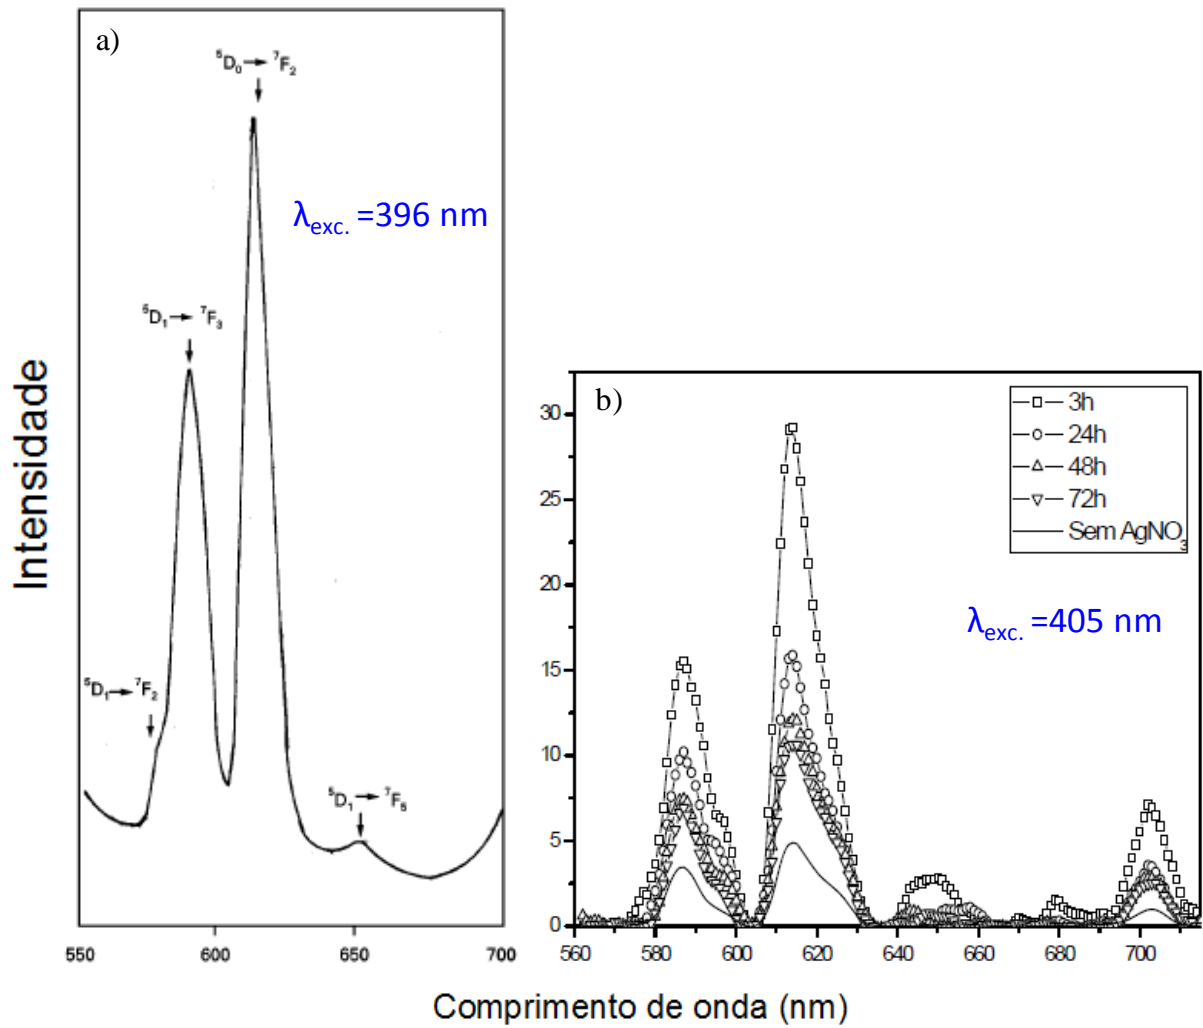 a)
⁵D₀→ ⁷F₂
λexc. =396 nm
⁵D₁→ ⁷F₃
⁵D₁→ ⁷F₂
⁵D₁→ ⁷F₅
550 600 650 700
Intensidade
b)
3h
24h
48h
72h
Sem AgNO₃
λexc. =405 nm
30
25
20
15
10
5
0
560 580 600 620 640 660 680 700
Comprimento de onda (nm)